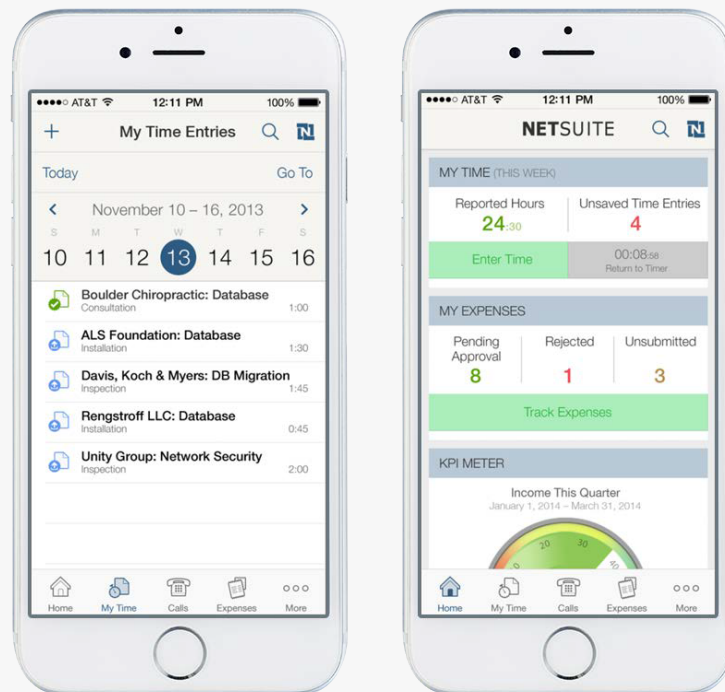 AT&T 12:11 PM 100%
My Time Entries
Today Go To
November 10 – 16, 2013
S M T W T F S
10 11 12 13 14 15 16
Boulder Chiropractic: Database
Consultation 1:00
ALS Foundation: Database
Installation 1:30
Davis, Koch & Myers: DB Migration
Inspection 1:45
Rengstroff LLC: Database
Installation 0:45
Unity Group: Network Security
Inspection 2:00
Home My Time Calls Expenses More
AT&T 12:11 PM 100%
NETSUITE
MY TIME (THIS WEEK)
Reported Hours Unsaved Time Entries
24:30 4
Enter Time 00:08:58
Return to Timer
MY EXPENSES
Pending Approval Rejected Unsubmitted
8 1 3
Track Expenses
KPI METER
Income This Quarter
January 1, 2014 – March 31, 2014
10 20 30 40
Home My Time Calls Expenses More